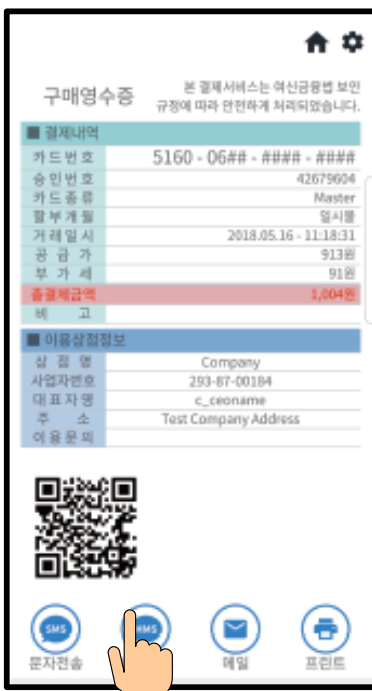 구매영수증
본 결제서비스는 여신금융법 보안
규정에 따라 안전하게 처리되었습니다.
■ 결제내역
카드번호 5160 - 06## - #### - ####
승인번호 42679604
카드종류 Master
할부개월 일시불
거래일시 2018.05.16 - 11:18:31
공급가 913원
부가세 91원
총결제금액 1,004원
비고
■ 이용상점정보
상점명 Company
사업자번호 293-87-00184
대표자명 c_ceoname
주소 Test Company Address
이용문의
SMS MMS
문자전송 메일 프린트